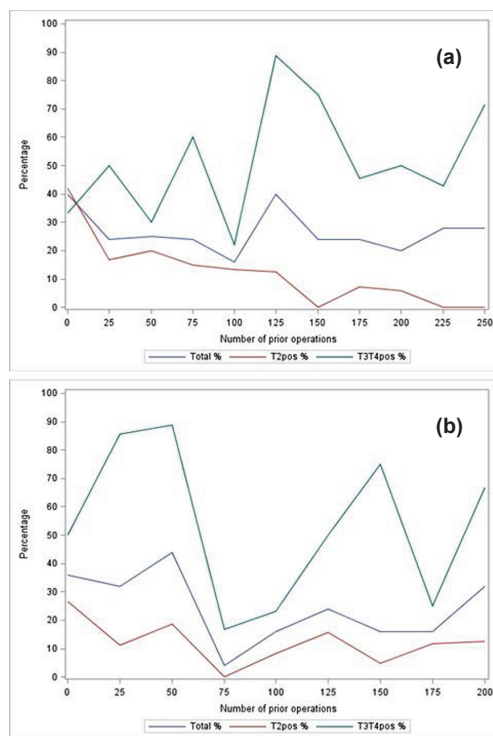 (a)
100
90
80
70
60
50
40
30
20
10
0
Percentage
0 25 50 75 100 125 150 175 200 225 250
Number of prior operations
Total % T2pos % T3T4pos %
(b)
100
90
80
70
60
50
40
30
20
10
0
Percentage
0 25 50 75 100 125 150 175 200
Number of prior operations
Total % T2pos % T3T4pos %